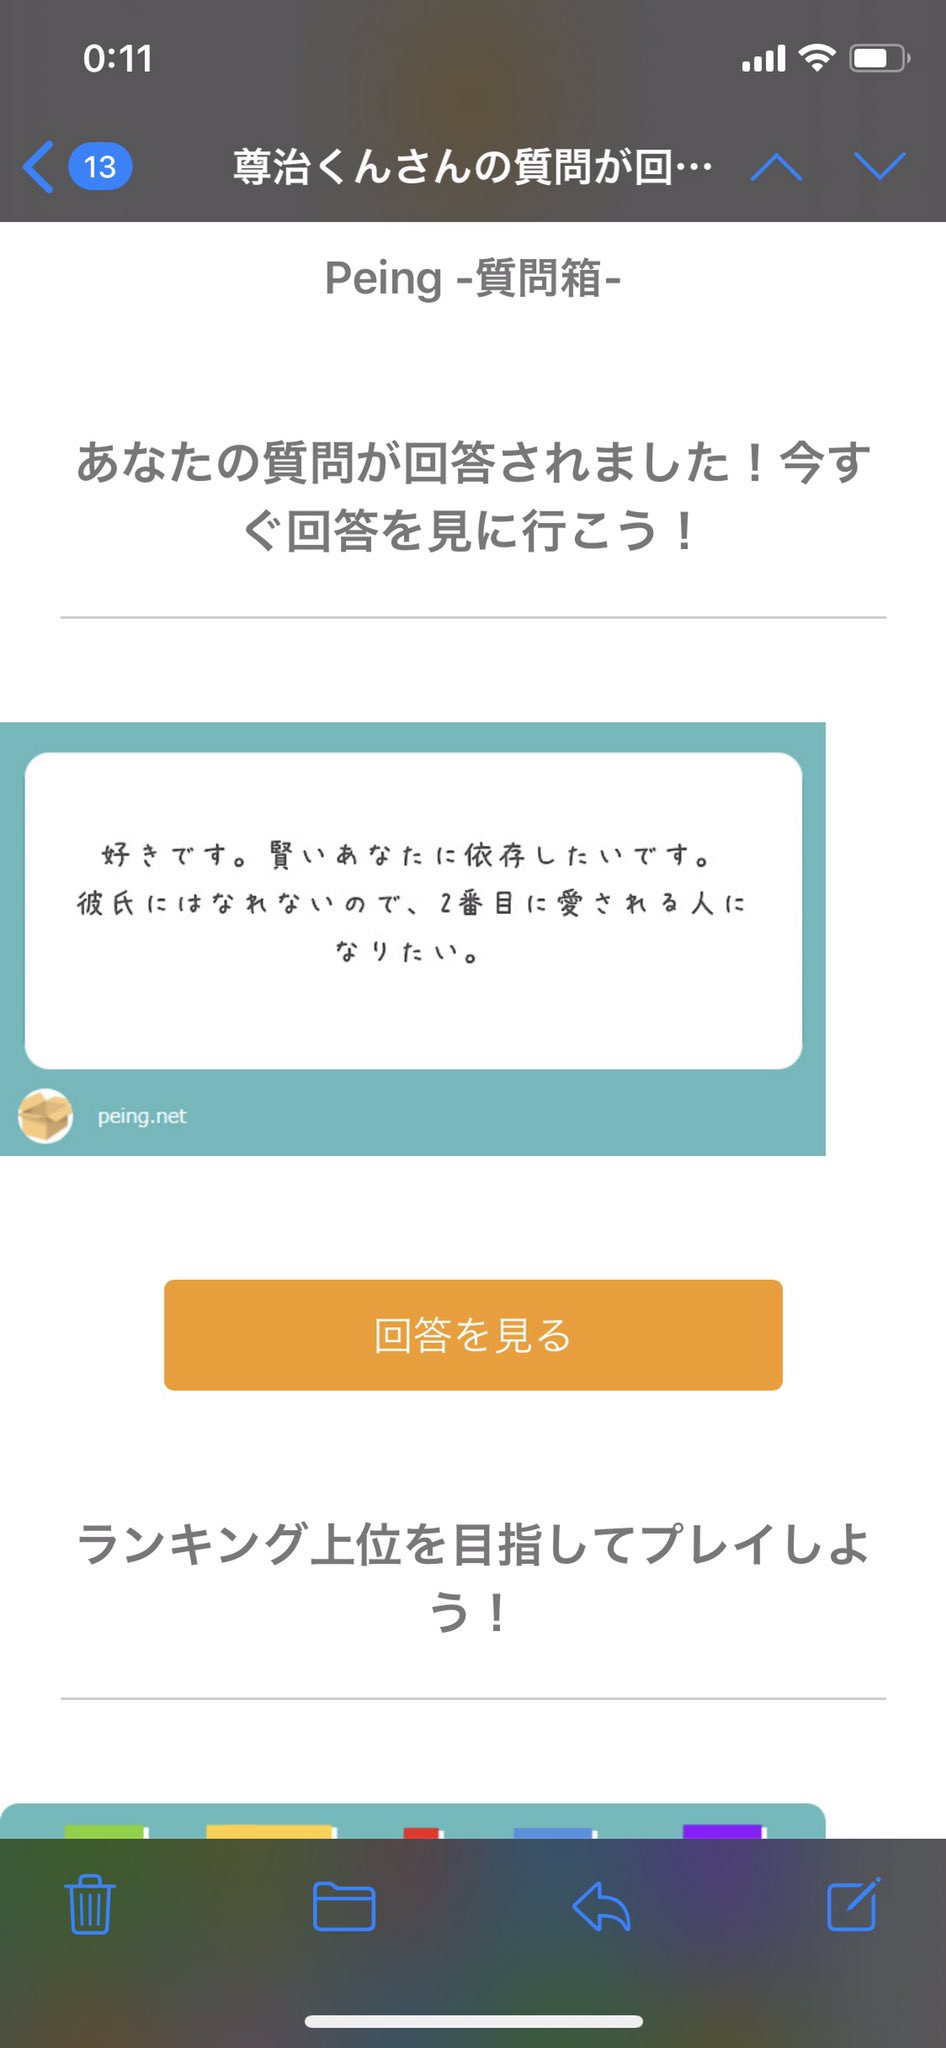 0:11
13
尊治くんさんの質問が回…
Peing -質問箱-
あなたの質問が回答されました！今す
ぐ回答を見に行こう！
好きです。賢いあなたに依存したいです。
彼氏にはなれないので、2番目に愛される人に
なりたい。
peing.net
回答を見る
ランキング上位を目指してプレイしよ
う！